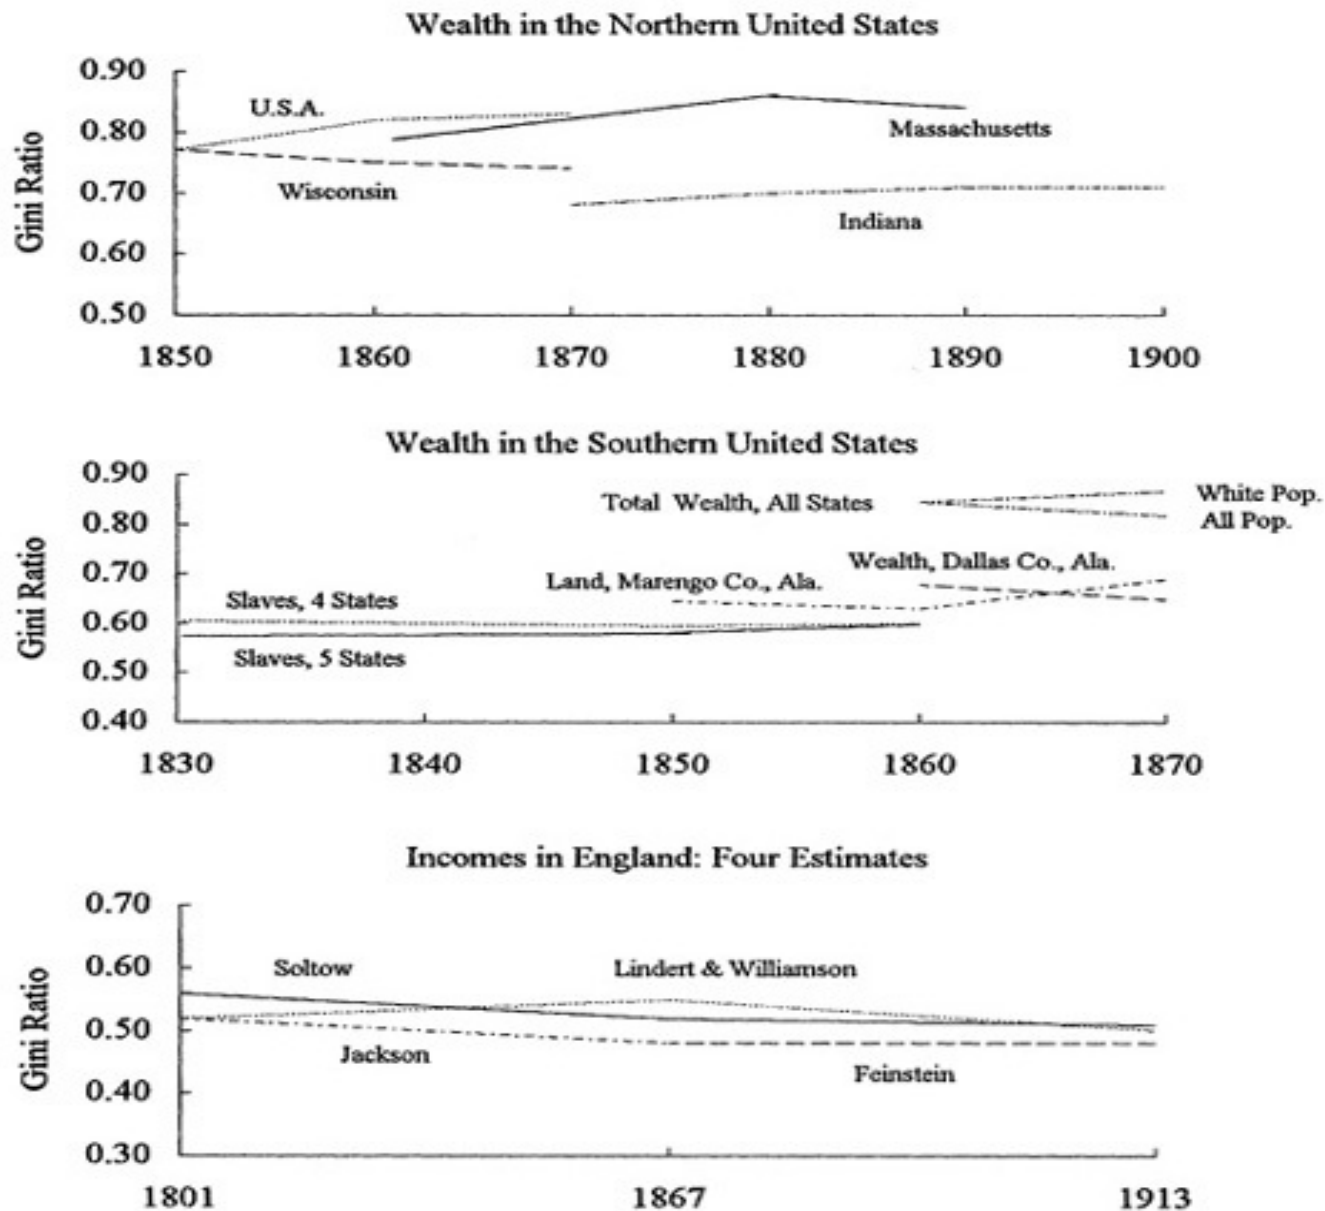 Wealth in the Northern United States
0.90
0.80
0.70
0.60
0.50
Gini Ratio
U.S.A.
Massachusetts
Wisconsin
Indiana
1850 1860 1870 1880 1890 1900
Wealth in the Southern United States
0.90
0.80
0.70
0.60
0.50
0.40
Gini Ratio
Total Wealth, All States
White Pop.
All Pop.
Wealth, Dallas Co., Ala.
Land, Marengo Co., Ala.
Slaves, 4 States
Slaves, 5 States
1830 1840 1850 1860 1870
Incomes in England: Four Estimates
0.70
0.60
0.50
0.40
0.30
Gini Ratio
Soltow
Lindert & Williamson
Jackson
Feinstein
1801 1867 1913